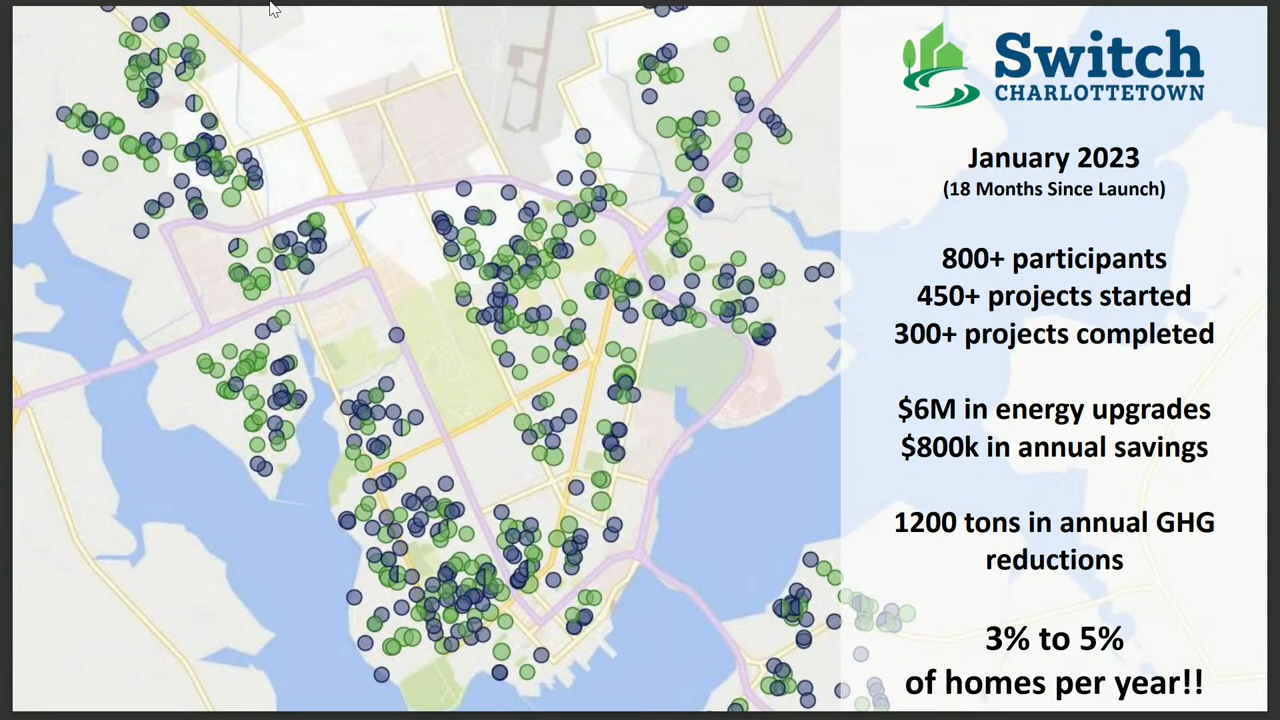 Switch
CHARLOTTETOWN
January 2023
(18 Months Since Launch)
800+ participants
450+ projects started
300+ projects completed
$6M in energy upgrades
$800k in annual savings
1200 tons in annual GHG
reductions
3% to 5%
of homes per year!!